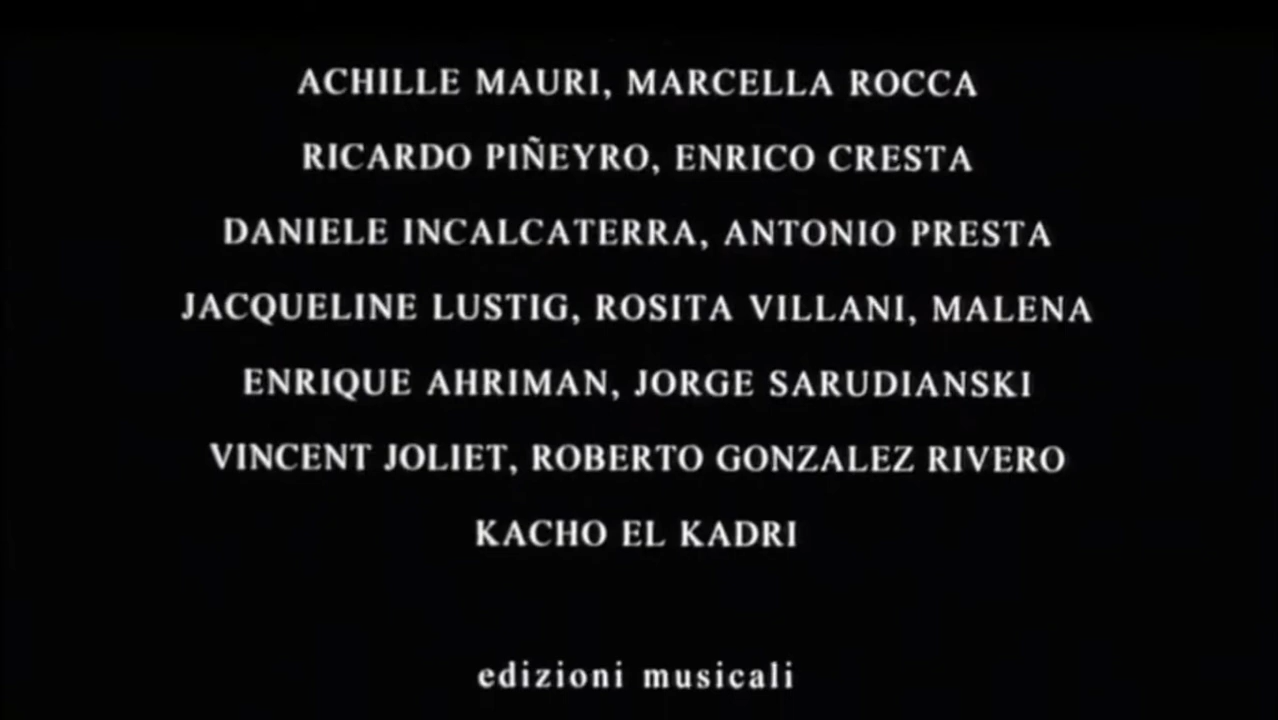 ACHILLE MAURI, MARCELLA ROCCA
RICARDO PIÑEYRO, ENRICO CRESTA
DANIELE INCALCATERRA, ANTONIO PRESTA
JACQUELINE LUSTIG, ROSITA VILLANI, MALENA
ENRIQUE AHRIMAN, JORGE SARUDIANSKI
VINCENT JOLIET, ROBERTO GONZALEZ RIVERO
KACHO EL KADRI
edizioni musicali